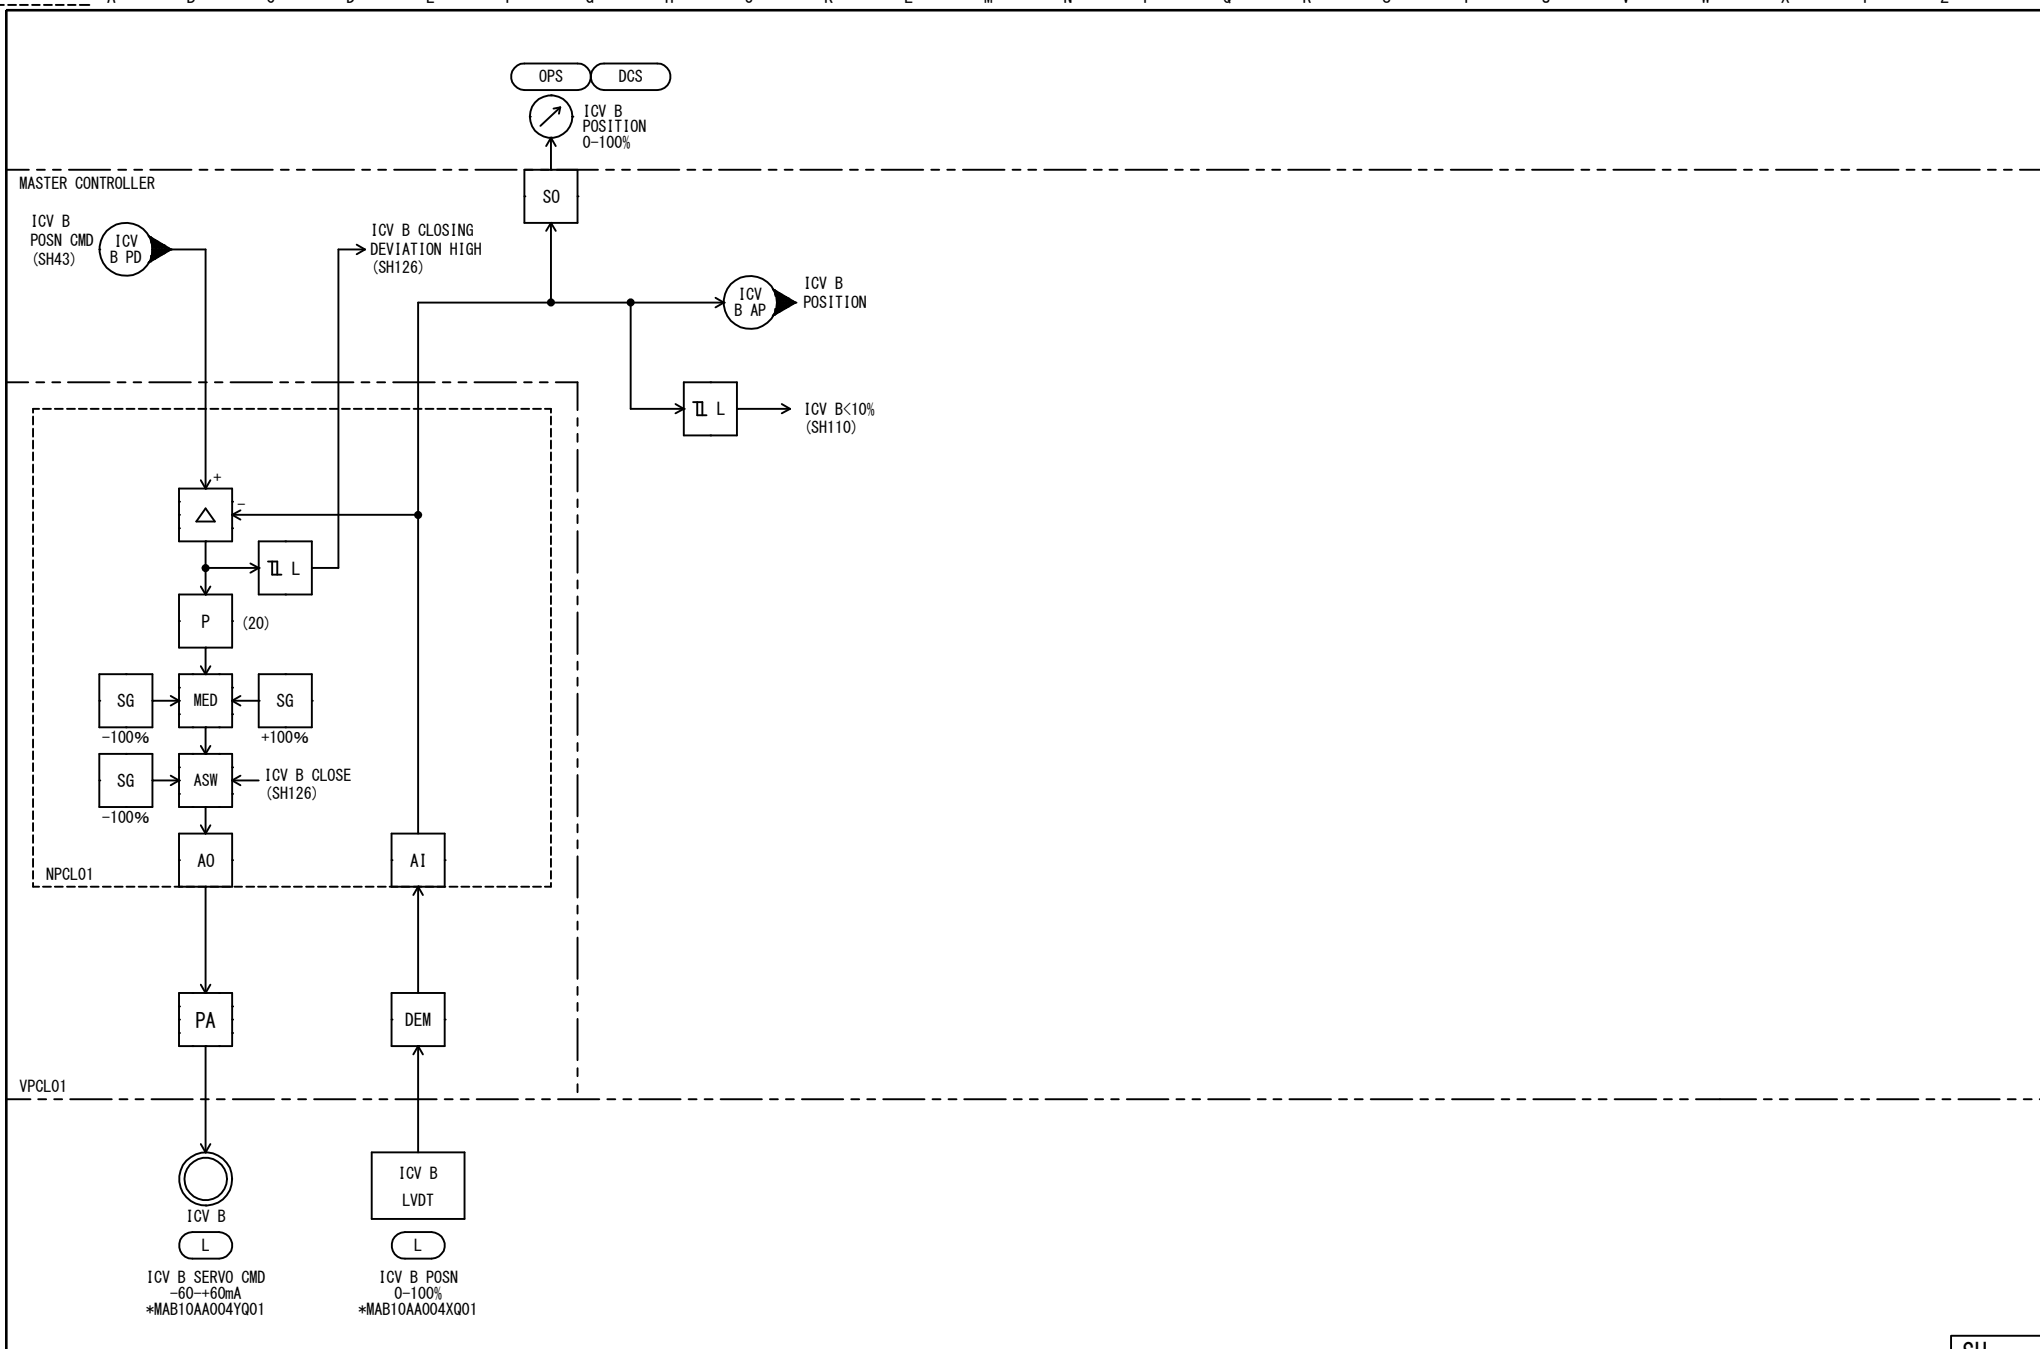 OPS
DCS
ICV B
POSITION
0-100%
MASTER CONTROLLER
SO
ICV B
POSN CMD
(SH43)
ICV
B PD
ICV B CLOSING
DEVIATION HIGH
(SH126)
ICV
B AP
ICV B
POSITION
L
ICV B<10%
(SH110)
+
-
△
L
P
(20)
SG
MED
SG
-100%
+100%
SG
ASW
ICV B CLOSE
(SH126)
-100%
AO
AI
NPCL01
PA
DEM
VPCL01
ICV B
LVDT
ICV B
L
L
ICV B SERVO CMD
-60-+60mA
*MAB10AA004YQ01
ICV B POSN
0-100%
*MAB10AA004XQ01